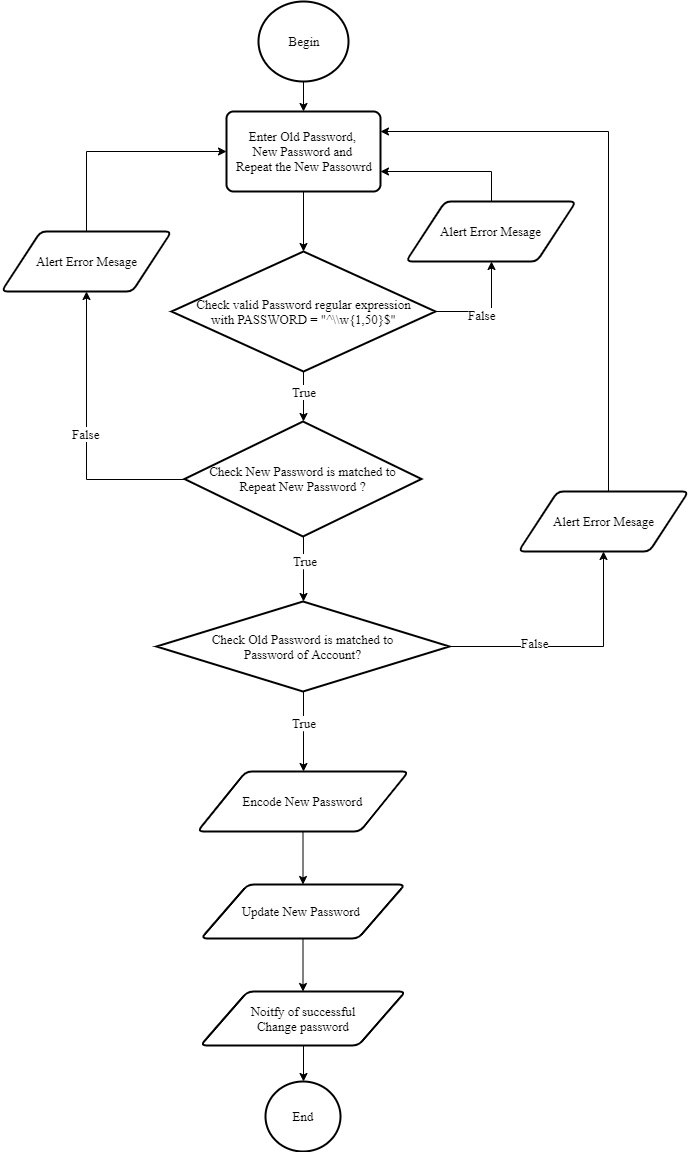 Begin
Enter Old Password,
New Password and
Repeat the New Passowrd
Alert Error Mesage
Alert Error Mesage
Check valid Password regular expression
with PASSWORD = "^\\w{1,50}$"
False
True
False
Check New Password is matched to
Repeat New Password ?
Alert Error Mesage
True
Check Old Password is matched to
Password of Account?
False
True
Encode New Password
Update New Password
Noitfy of successful
Change password
End